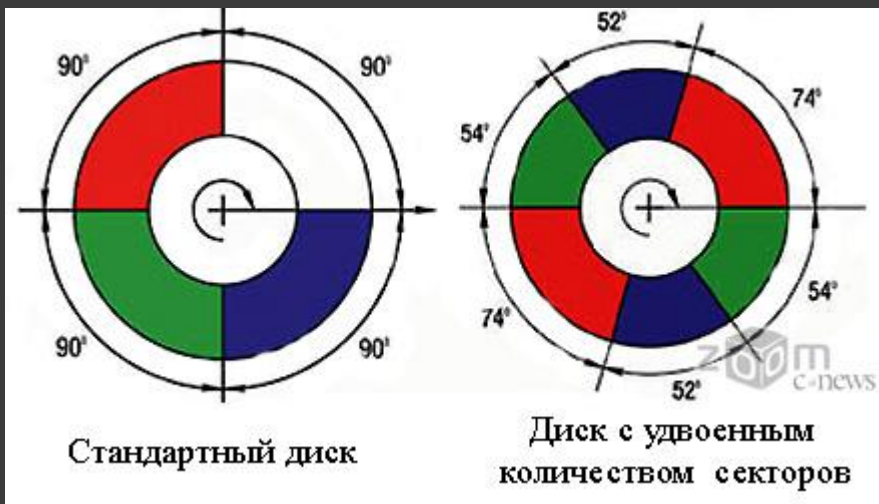 90°
90°
90°
90°
Стандартный диск
52°
74°
54°
54°
74°
52°
zoom
c·news
Диск с удвоенным
количеством секторов